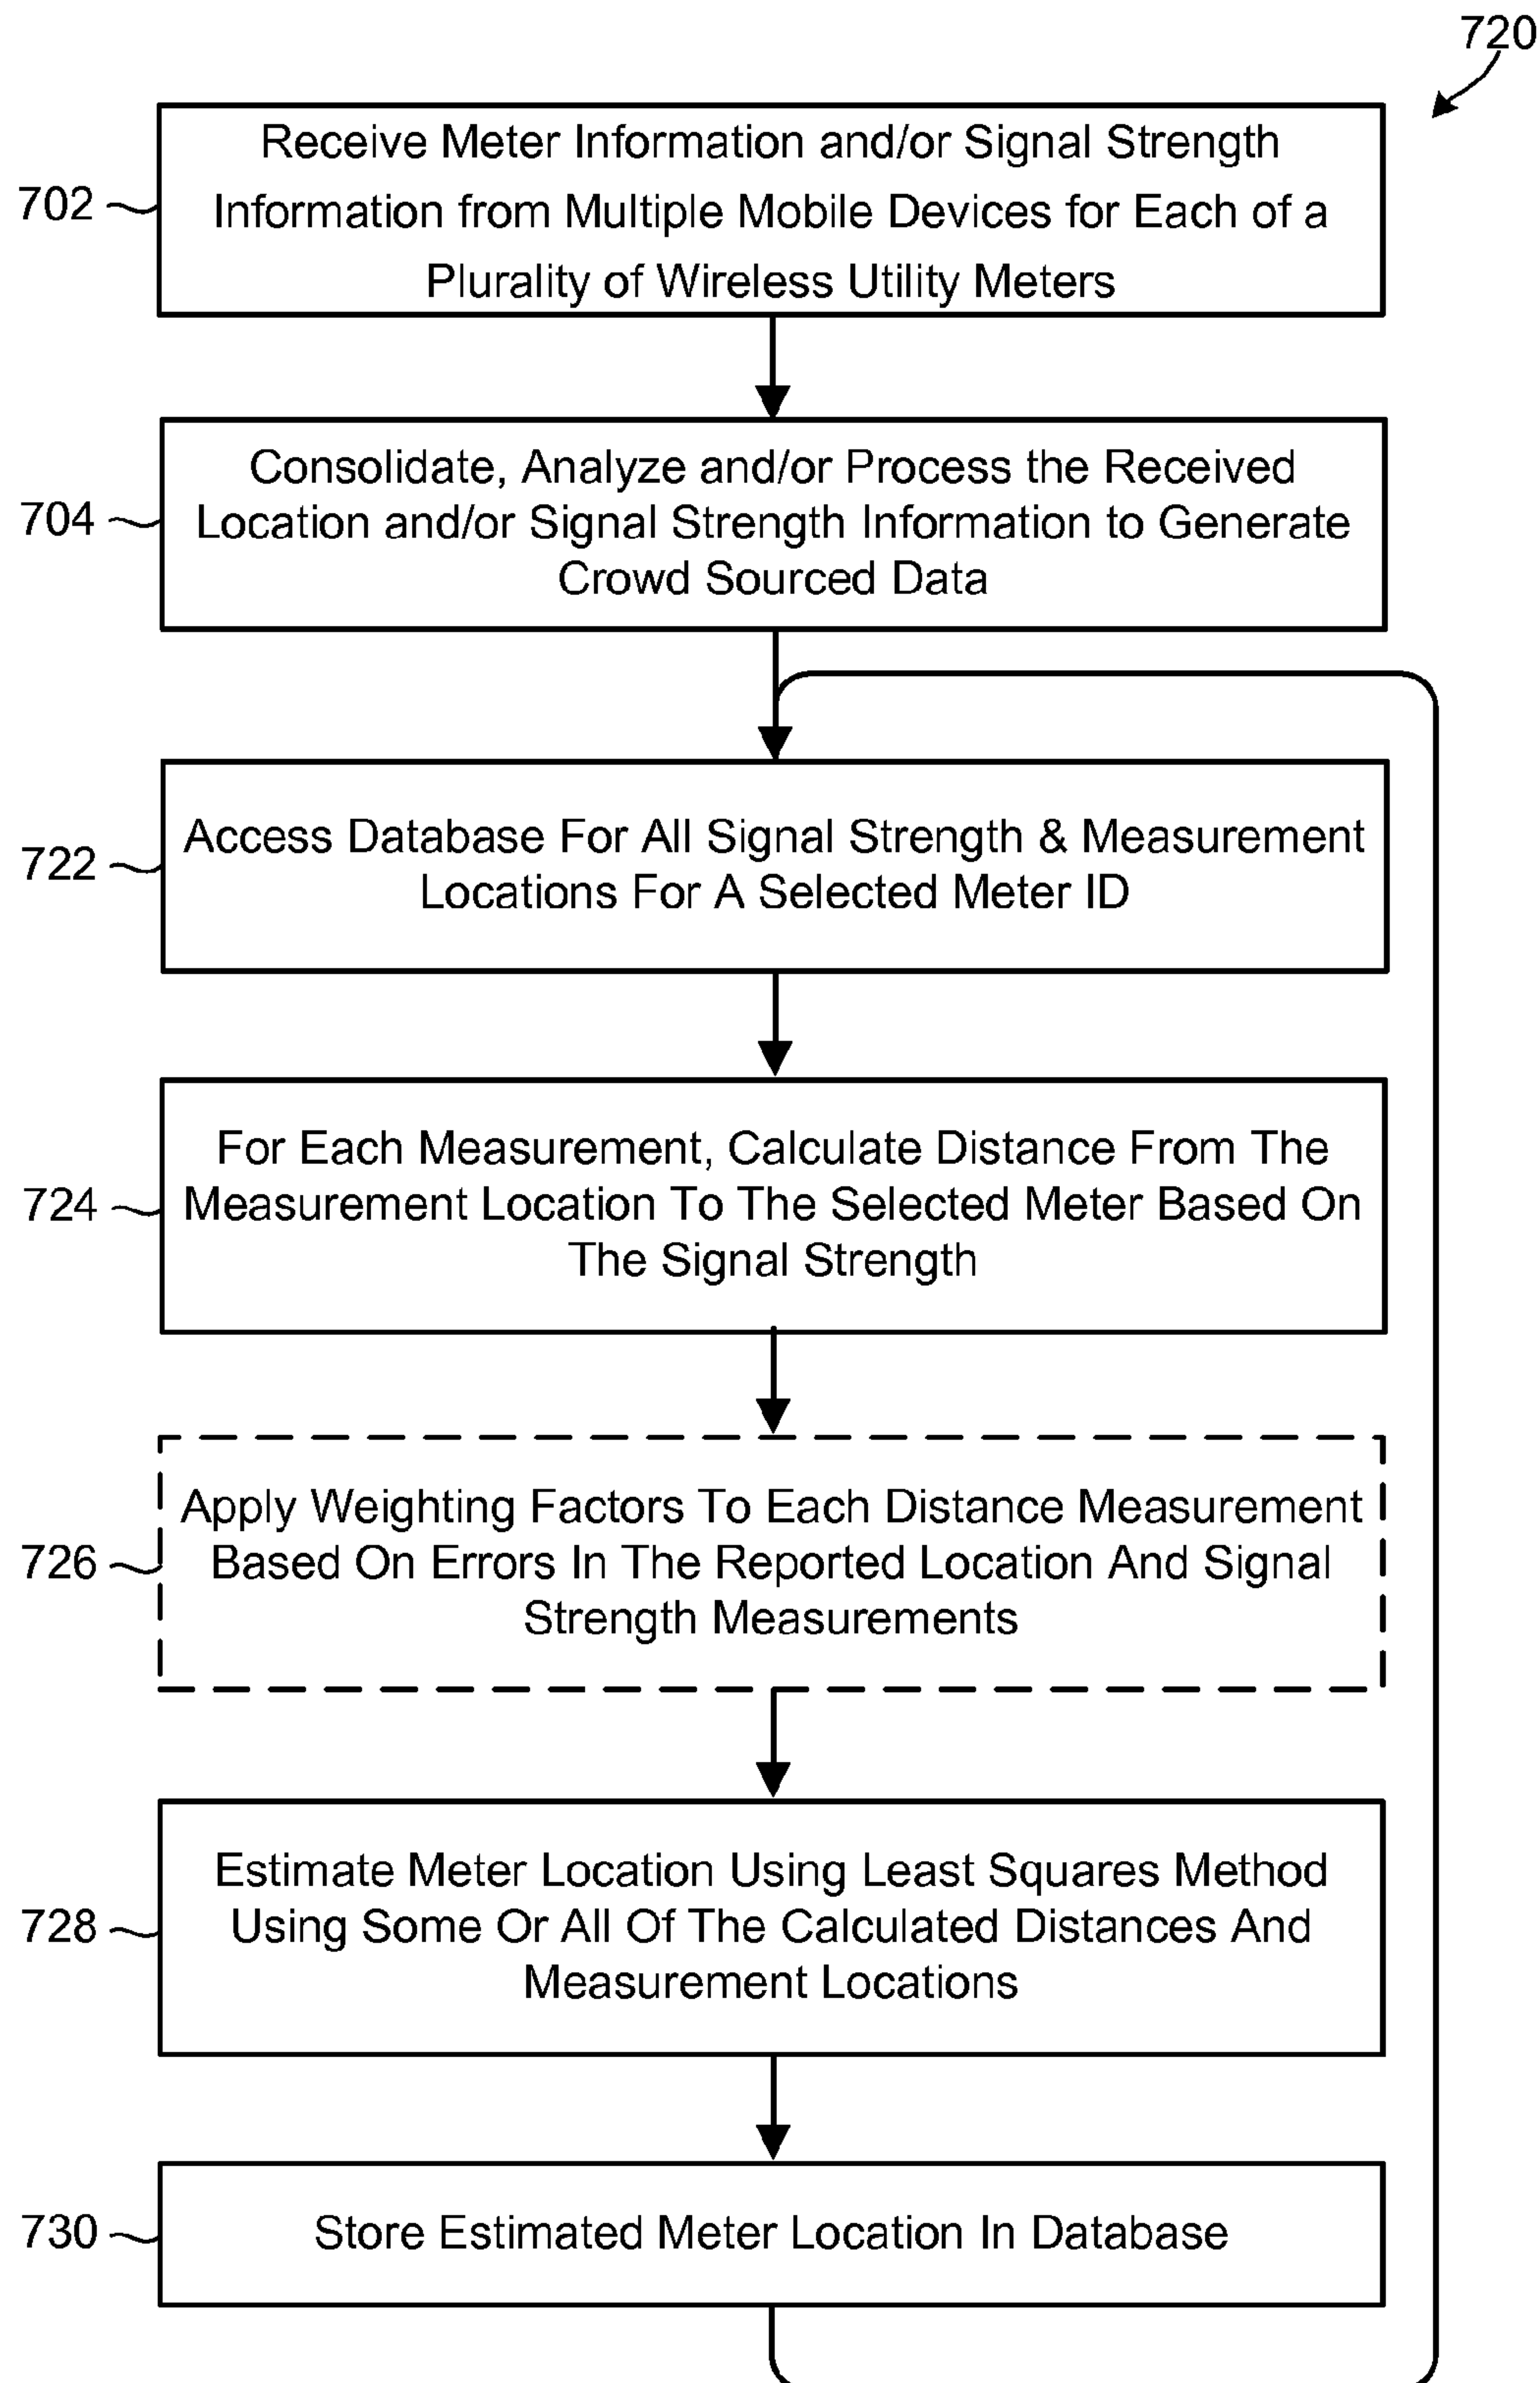 720
702
Receive Meter Information and/or Signal Strength
Information from Multiple Mobile Devices for Each of a
Plurality of Wireless Utility Meters
704
Consolidate, Analyze and/or Process the Received
Location and/or Signal Strength Information to Generate
Crowd Sourced Data
722
Access Database For All Signal Strength & Measurement
Locations For A Selected Meter ID
724
For Each Measurement, Calculate Distance From The
Measurement Location To The Selected Meter Based On
The Signal Strength
726
Apply Weighting Factors To Each Distance Measurement
Based On Errors In The Reported Location And Signal
Strength Measurements
728
Estimate Meter Location Using Least Squares Method
Using Some Or All Of The Calculated Distances And
Measurement Locations
730
Store Estimated Meter Location In Database